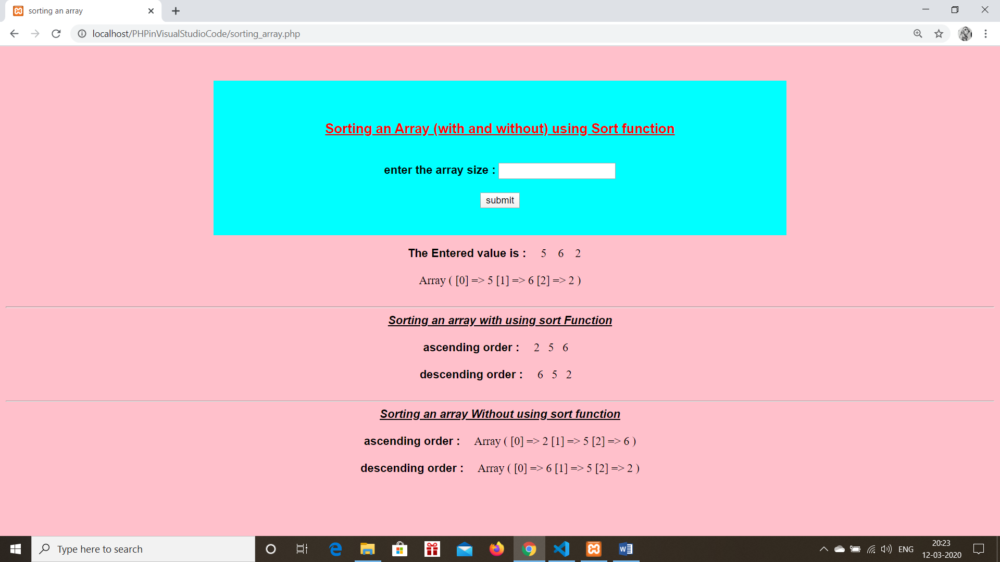 sorting an array
localhost/PHPinVisualStudioCode/sorting_array.php
Sorting an Array (with and without) using Sort function
enter the array size :
submit
The Entered value is : 5 6 2
Array ( [0] => 5 [1] => 6 [2] => 2 )
Sorting an array with using sort Function
ascending order : 2 5 6
descending order : 6 5 2
Sorting an array Without using sort function
ascending order : Array ( [0] => 2 [1] => 5 [2] => 6 )
descending order : Array ( [0] => 6 [1] => 5 [2] => 2 )
Type here to search
ENG
20:23
12-03-2020